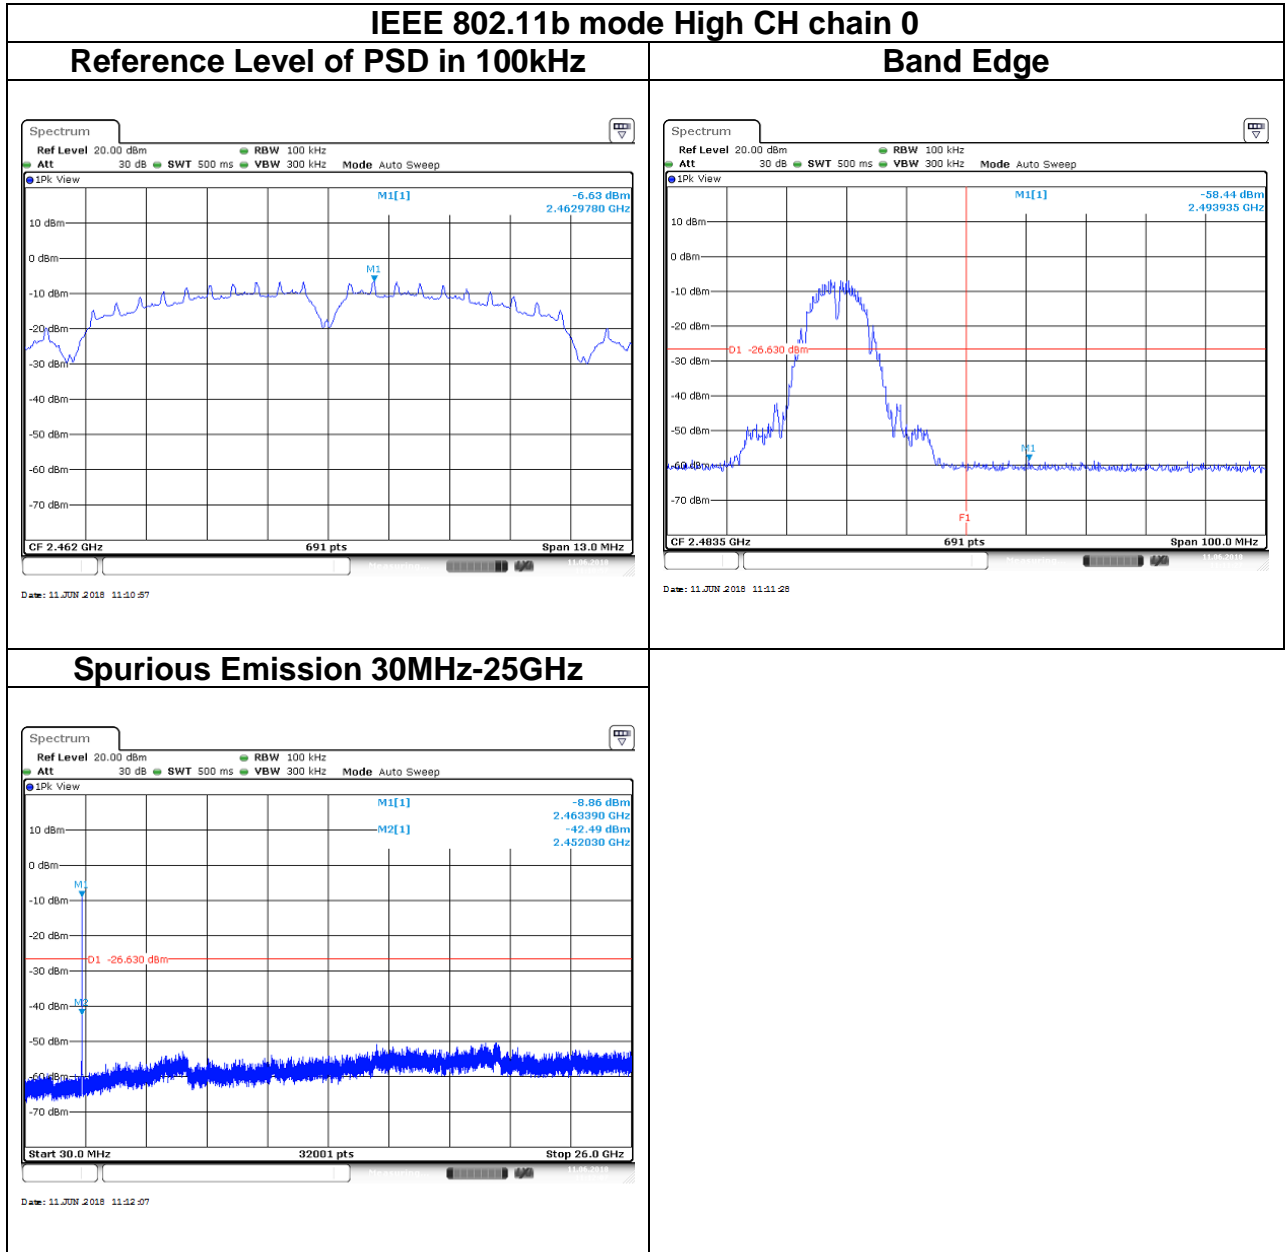 IEEE 802.11b mode High CH chain 0
Reference Level of PSD in 100kHz
Spectrum
Ref Level 20.00 dBm RBW 100 kHz
Att 30 dB SWT 500 ms VBW 300 kHz Mode Auto Sweep
1Pk View
M1[1] -6.63 dBm
2.4629780 GHz
10 dBm
0 dBm
M1
-10 dBm
-20 dBm
-30 dBm
-40 dBm
-50 dBm
-60 dBm
-70 dBm
CF 2.462 GHz 691 pts Span 13.0 MHz
11.06.2018
Date: 11.JUN.2018 11:10:57
Band Edge
Spectrum
Ref Level 20.00 dBm RBW 100 kHz
Att 30 dB SWT 500 ms VBW 300 kHz Mode Auto Sweep
1Pk View
M1[1] -58.44 dBm
2.493935 GHz
10 dBm
0 dBm
-10 dBm
-20 dBm
D1 -26.630 dBm
-30 dBm
-40 dBm
-50 dBm
M1
-60 dBm
-70 dBm
F1
CF 2.4835 GHz 691 pts Span 100.0 MHz
11.06.2018
Date: 11.JUN.2018 11:11:28
Spurious Emission 30MHz-25GHz
Spectrum
Ref Level 20.00 dBm RBW 100 kHz
Att 30 dB SWT 500 ms VBW 300 kHz Mode Auto Sweep
1Pk View
M1[1] -8.86 dBm
2.463390 GHz
10 dBm M2[1] -42.49 dBm
2.452030 GHz
0 dBm
M1
-10 dBm
-20 dBm
D1 -26.630 dBm
-30 dBm
-40 dBm M2
-50 dBm
-60 dBm
-70 dBm
Start 30.0 MHz 32001 pts Stop 26.0 GHz
11.06.2018
Date: 11.JUN.2018 11:12:07